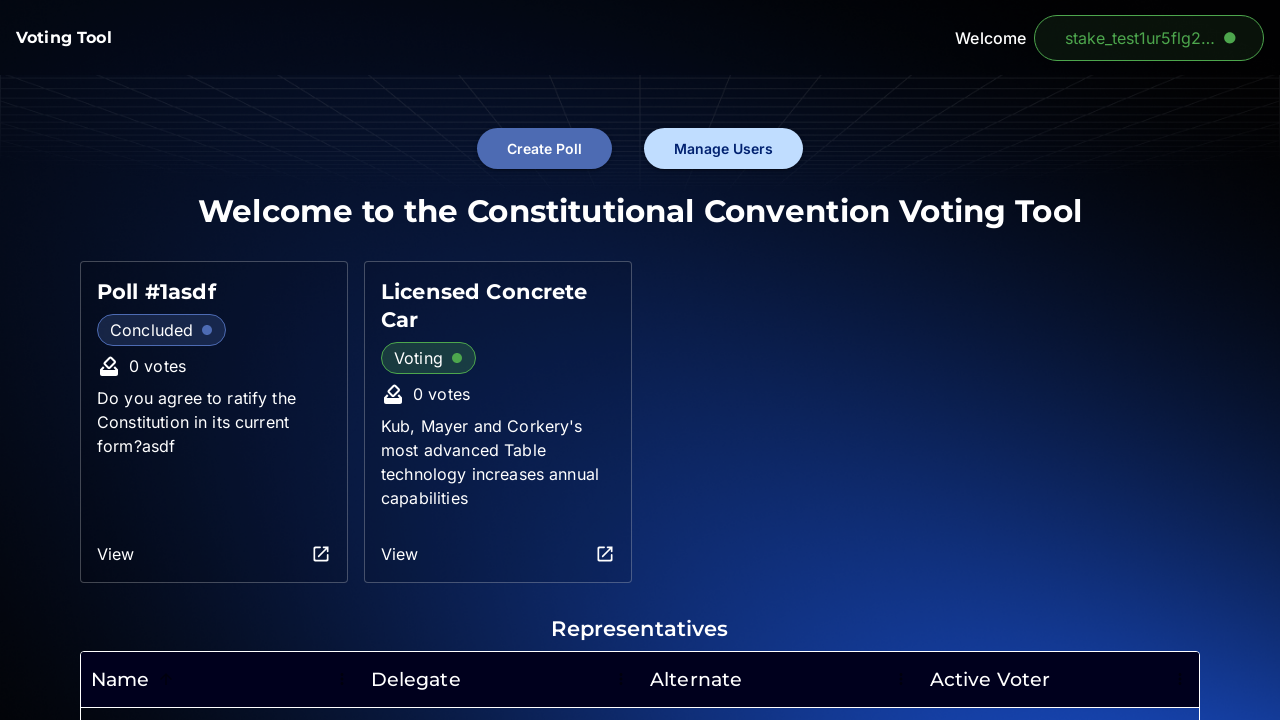 Voting Tool
Welcome
stake_test1ur5flg2...
Create Poll
Manage Users
Welcome to the Constitutional Convention Voting Tool
Poll #1asdf
Concluded
0 votes
Do you agree to ratify the
Constitution in its current
form?asdf
View
Licensed Concrete
Car
Voting
0 votes
Kub, Mayer and Corkery's
most advanced Table
technology increases annual
capabilities
View
Representatives
Name
Delegate
Alternate
Active Voter